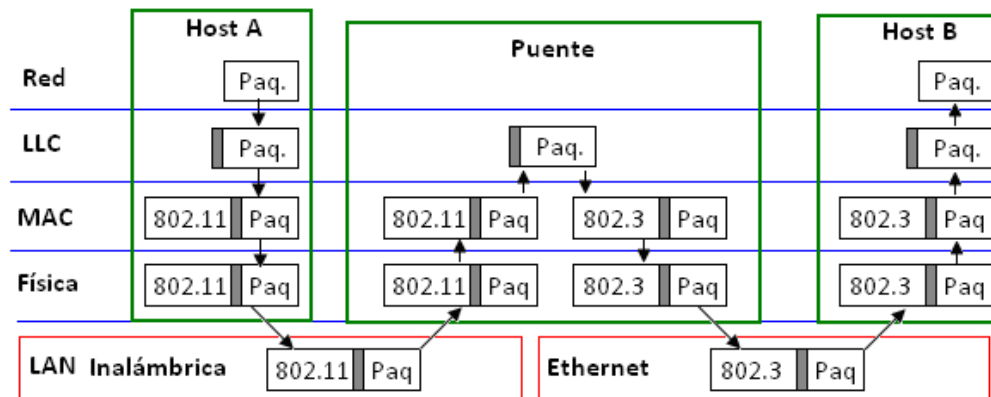 Host A
Puente
Host B
Red
Paq.
Paq.
LLC
Paq.
Paq.
Paq.
MAC
802.11 Paq
802.11 Paq
802.3 Paq
802.3 Paq
Física
802.11 Paq
802.11 Paq
802.3 Paq
802.3 Paq
LAN Inalámbrica
802.11 Paq
Ethernet
802.3 Paq